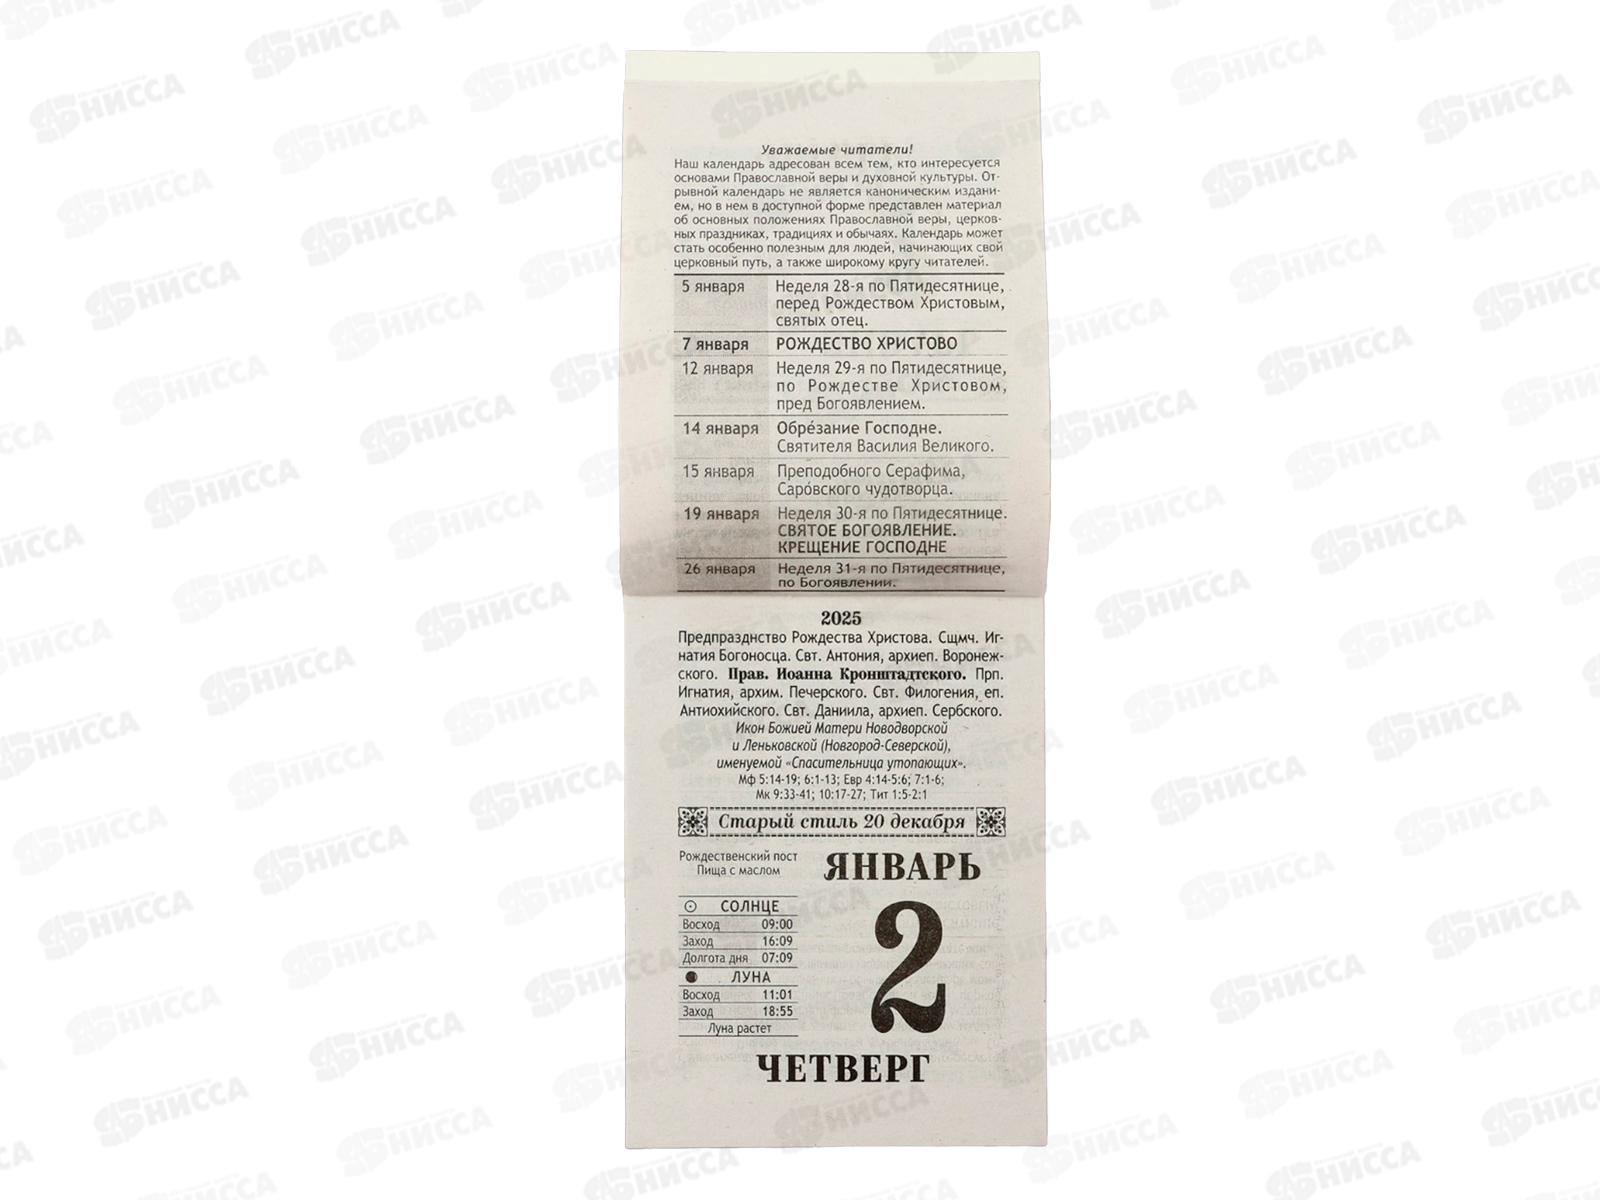 Уважаемые читатели!
Наш календарь адресован всем тем, кто интересуется
основами Православной веры и духовной культуры. От-
рывной календарь не является каноническим издани-
ем, но в нем в доступной форме представлен материал
об основных положениях Православной веры, церков-
ных праздниках, традициях и обычаях. Календарь может
стать особенно полезным для людей, начинающих свой
церковный путь, а также широкому кругу читателей.
5 января Неделя 28-я по Пятидесятнице,
перед Рождеством Христовым,
святых отец.
7 января РОЖДЕСТВО ХРИСТОВО
12 января Неделя 29-я по Пятидесятнице,
по Рождестве Христовом,
пред Богоявлением.
14 января Обре́зание Господне.
Святителя Василия Великого.
15 января Преподобного Серафима,
Саро́вского чудотворца.
19 января Неделя 30-я по Пятидесятнице.
СВЯТОЕ БОГОЯВЛЕНИЕ.
КРЕЩЕНИЕ ГОСПОДНЕ
26 января Неделя 31-я по Пятидесятнице,
по Богоявлении.
2025
Предпразднство Рождества Христова. Сщмч. Иг-
натия Богоносца. Свт. Антония, архиеп. Воронеж-
ского. Прав. Иоанна Кронштадтского. Прп.
Игнатия, архим. Печерского. Свт. Филогения, еп.
Антиохийского. Свт. Даниила, архиеп. Сербского.
Икон Божией Матери Новодворской
и Леньковской (Новгород-Северской),
именуемой «Спасительница утопающих».
Мф 5:14-19; 6:1-13; Евр 4:14-5:6; 7:1-6;
Мк 9:33-41; 10:17-27; Тит 1:5-2:1
Старый стиль 20 декабря
Рождественский пост
Пища с маслом
ЯНВАРЬ
2
СОЛНЦЕ
Восход 09:00
Заход 16:09
Долгота дня 07:09
ЛУНА
Восход 11:01
Заход 18:55
Луна растет
ЧЕТВЕРГ
НИССА